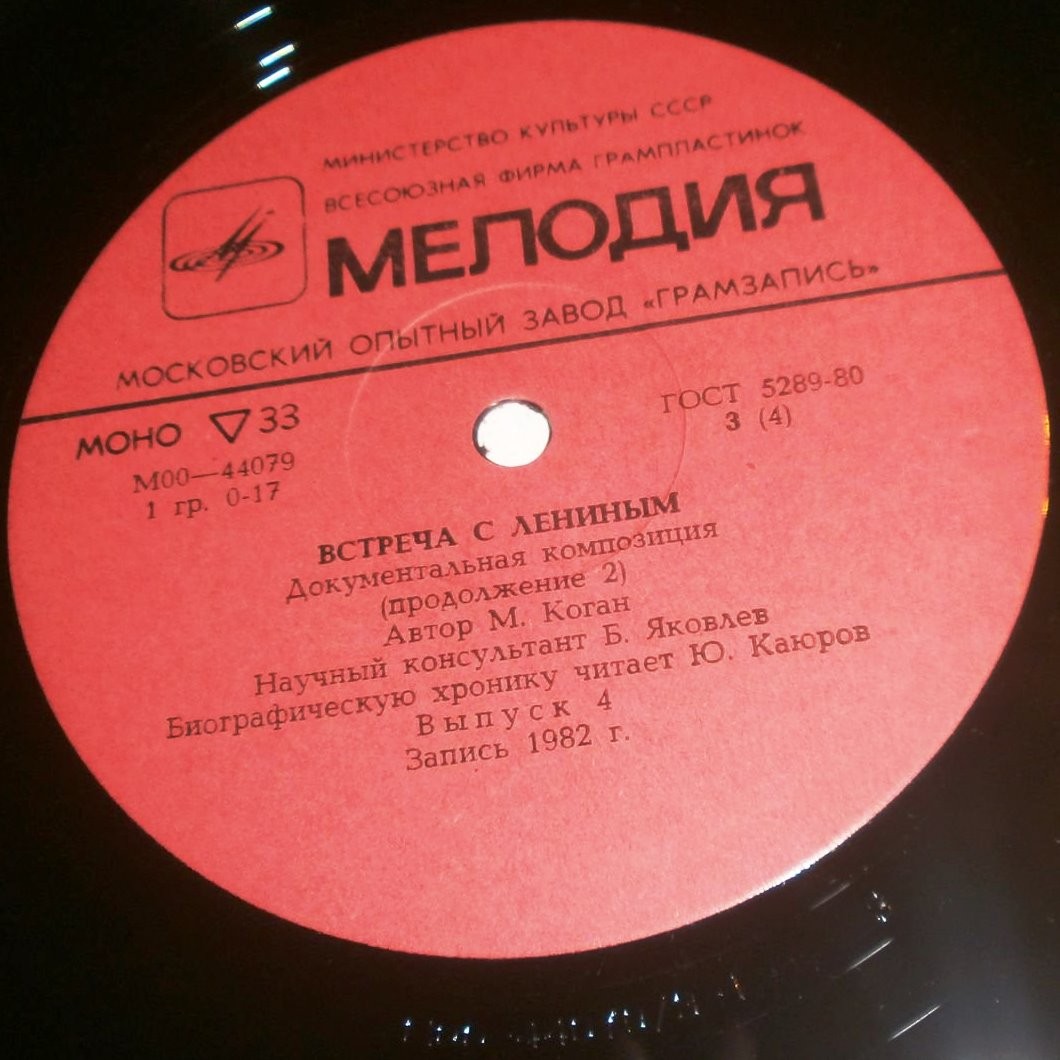 МИНИСТЕРСТВО КУЛЬТУРЫ СССР
ВСЕСОЮЗНАЯ ФИРМА ГРАМПЛАСТИНОК
МЕЛОДИЯ
МОСКОВСКИЙ ОПЫТНЫЙ ЗАВОД «ГРАМЗАПИСЬ»
МОНО ▽33
ГОСТ 5289-80
М00—44079
3 (4)
1 гр. 0-17
ВСТРЕЧА С ЛЕНИНЫМ
Документальная композиция
(продолжение 2)
Автор М. Коган
Научный консультант Б. Яковлев
Биографическую хронику читает Ю. Каюров
Выпуск 4
Запись 1982 г.